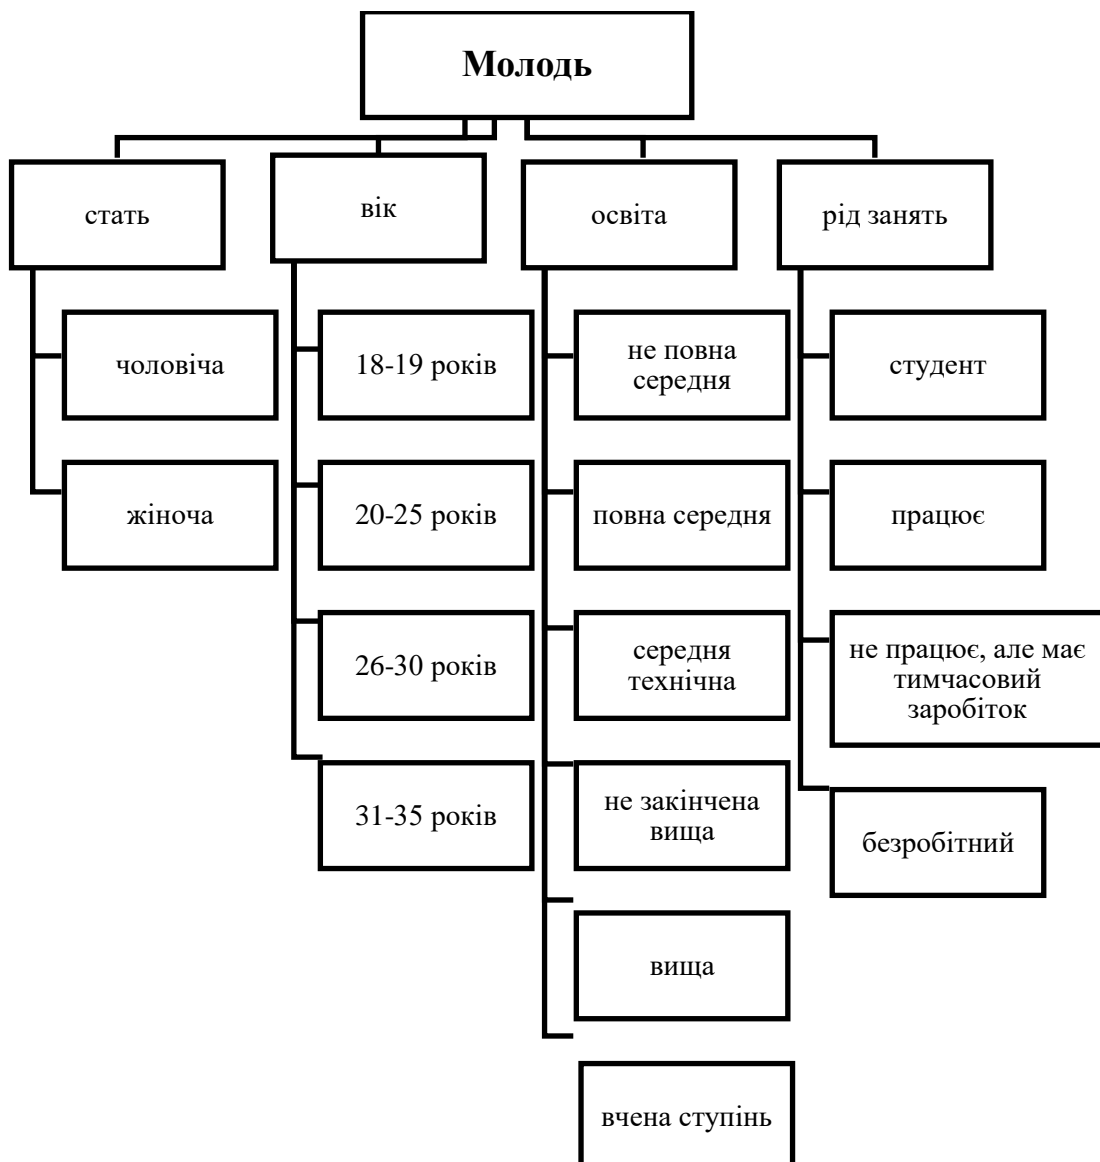 Молодь
стать
чоловіча
жіноча
вік
18-19 років
20-25 років
26-30 років
31-35 років
освіта
не повна
середня
повна середня
середня
технічна
не закінчена
вища
вища
вчена ступінь
рід занять
студент
працює
не працює, але має
тимчасовий
заробіток
безробітний